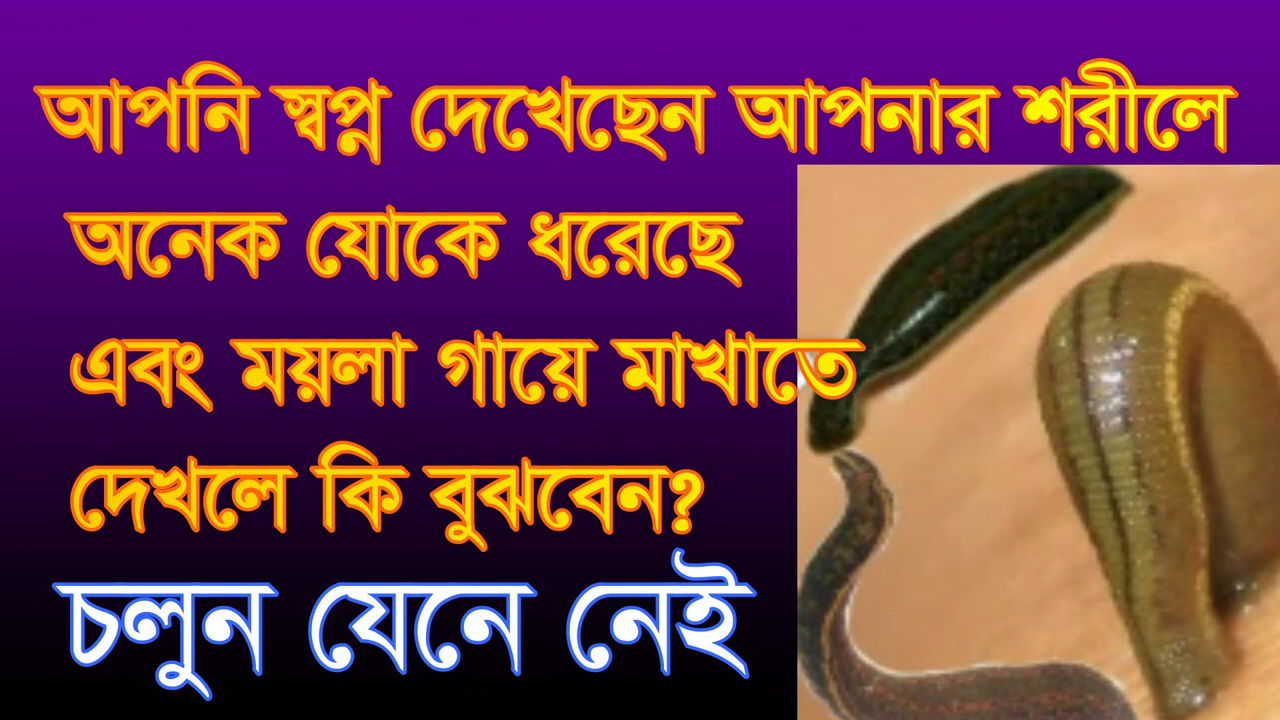 আপনি স্বপ্ন দেখেছেন আপনার শরীলে
অনেক যোকে ধরেছে
এবং ময়লা গায়ে মাখাতে
দেখলে কি বুঝবেন?
চলুন যেনে নেই